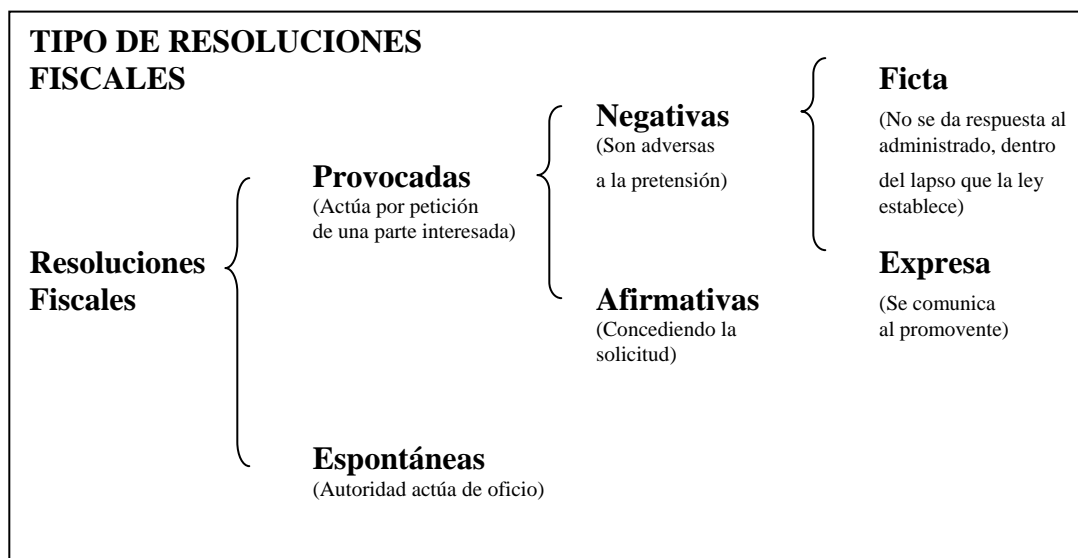 TIPO DE RESOLUCIONES
FISCALES
Resoluciones
Fiscales
Provocadas
(Actúa por petición
de una parte interesada)
Negativas
(Son adversas
a la pretensión)
Ficta
(No se da respuesta al
administrado, dentro
del lapso que la ley
establece)
Expresa
(Se comunica
al promovente)
Afirmativas
(Concediendo la
solicitud)
Espontáneas
(Autoridad actúa de oficio)